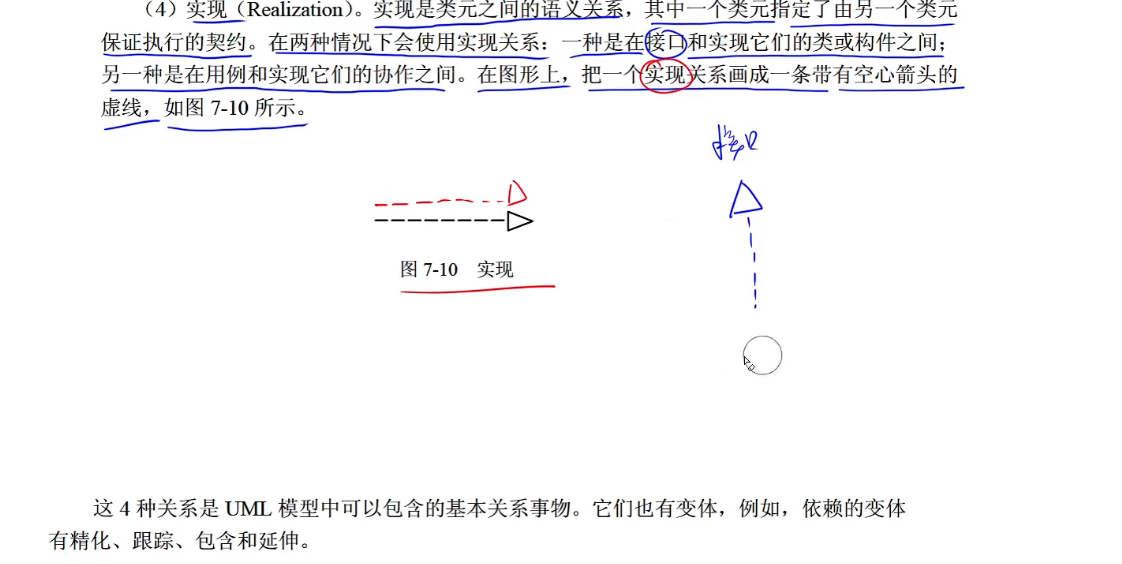 （4）实现（Realization）。实现是类元之间的语义关系，其中一个类元指定了由另一个类元
保证执行的契约。在两种情况下会使用实现关系：一种是在接口和实现它们的类或构件之间；
另一种是在用例和实现它们的协作之间。在图形上，把一个实现关系画成一条带有空心箭头的
虚线，如图 7-10 所示。
接口
图 7-10 实现
这 4 种关系是 UML 模型中可以包含的基本关系事物。它们也有变体，例如，依赖的变体
有精化、跟踪、包含和延伸。